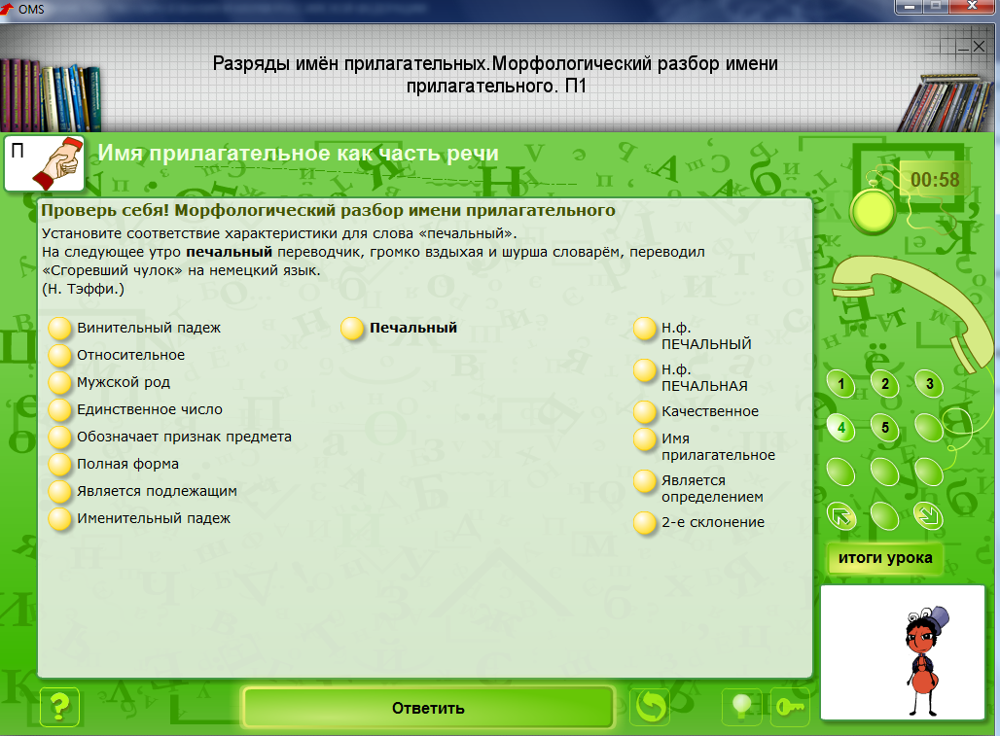 OMS
Разряды имён прилагательных.Морфологический разбор имени
прилагательного. П1
П
Имя прилагательное как часть речи
00:58
Проверь себя! Морфологический разбор имени прилагательного
Установите соответствие характеристики для слова «печальный».
На следующее утро печальный переводчик, громко вздыхая и шурша словарём, переводил
«Сгоревший чулок» на немецкий язык.
(Н. Тэффи.)
Винительный падеж
Относительное
Мужской род
Единственное число
Обозначает признак предмета
Полная форма
Является подлежащим
Именительный падеж
Печальный
Н.ф.
ПЕЧАЛЬНЫЙ
Н.ф.
ПЕЧАЛЬНАЯ
Качественное
Имя
прилагательное
Является
определением
2-е склонение
1 2 3
4 5
итоги урока
?
Ответить